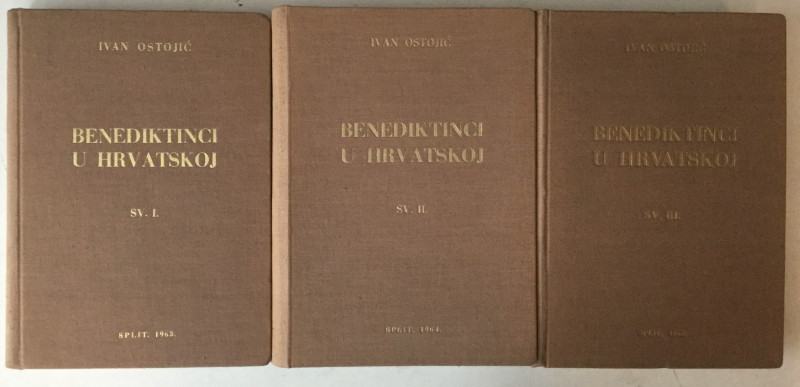 IVAN OSTOJIĆ
BENEDIKTINCI
U HRVATSKOJ
SV. I.
SPLIT, 1963.
IVAN OSTOJIĆ
BENEDIKTINCI
U HRVATSKOJ
SV. II.
SPLIT, 1964.
IVAN OSTOJIĆ
BENEDIKTINCI
U HRVATSKOJ
SV. III.
SPLIT,